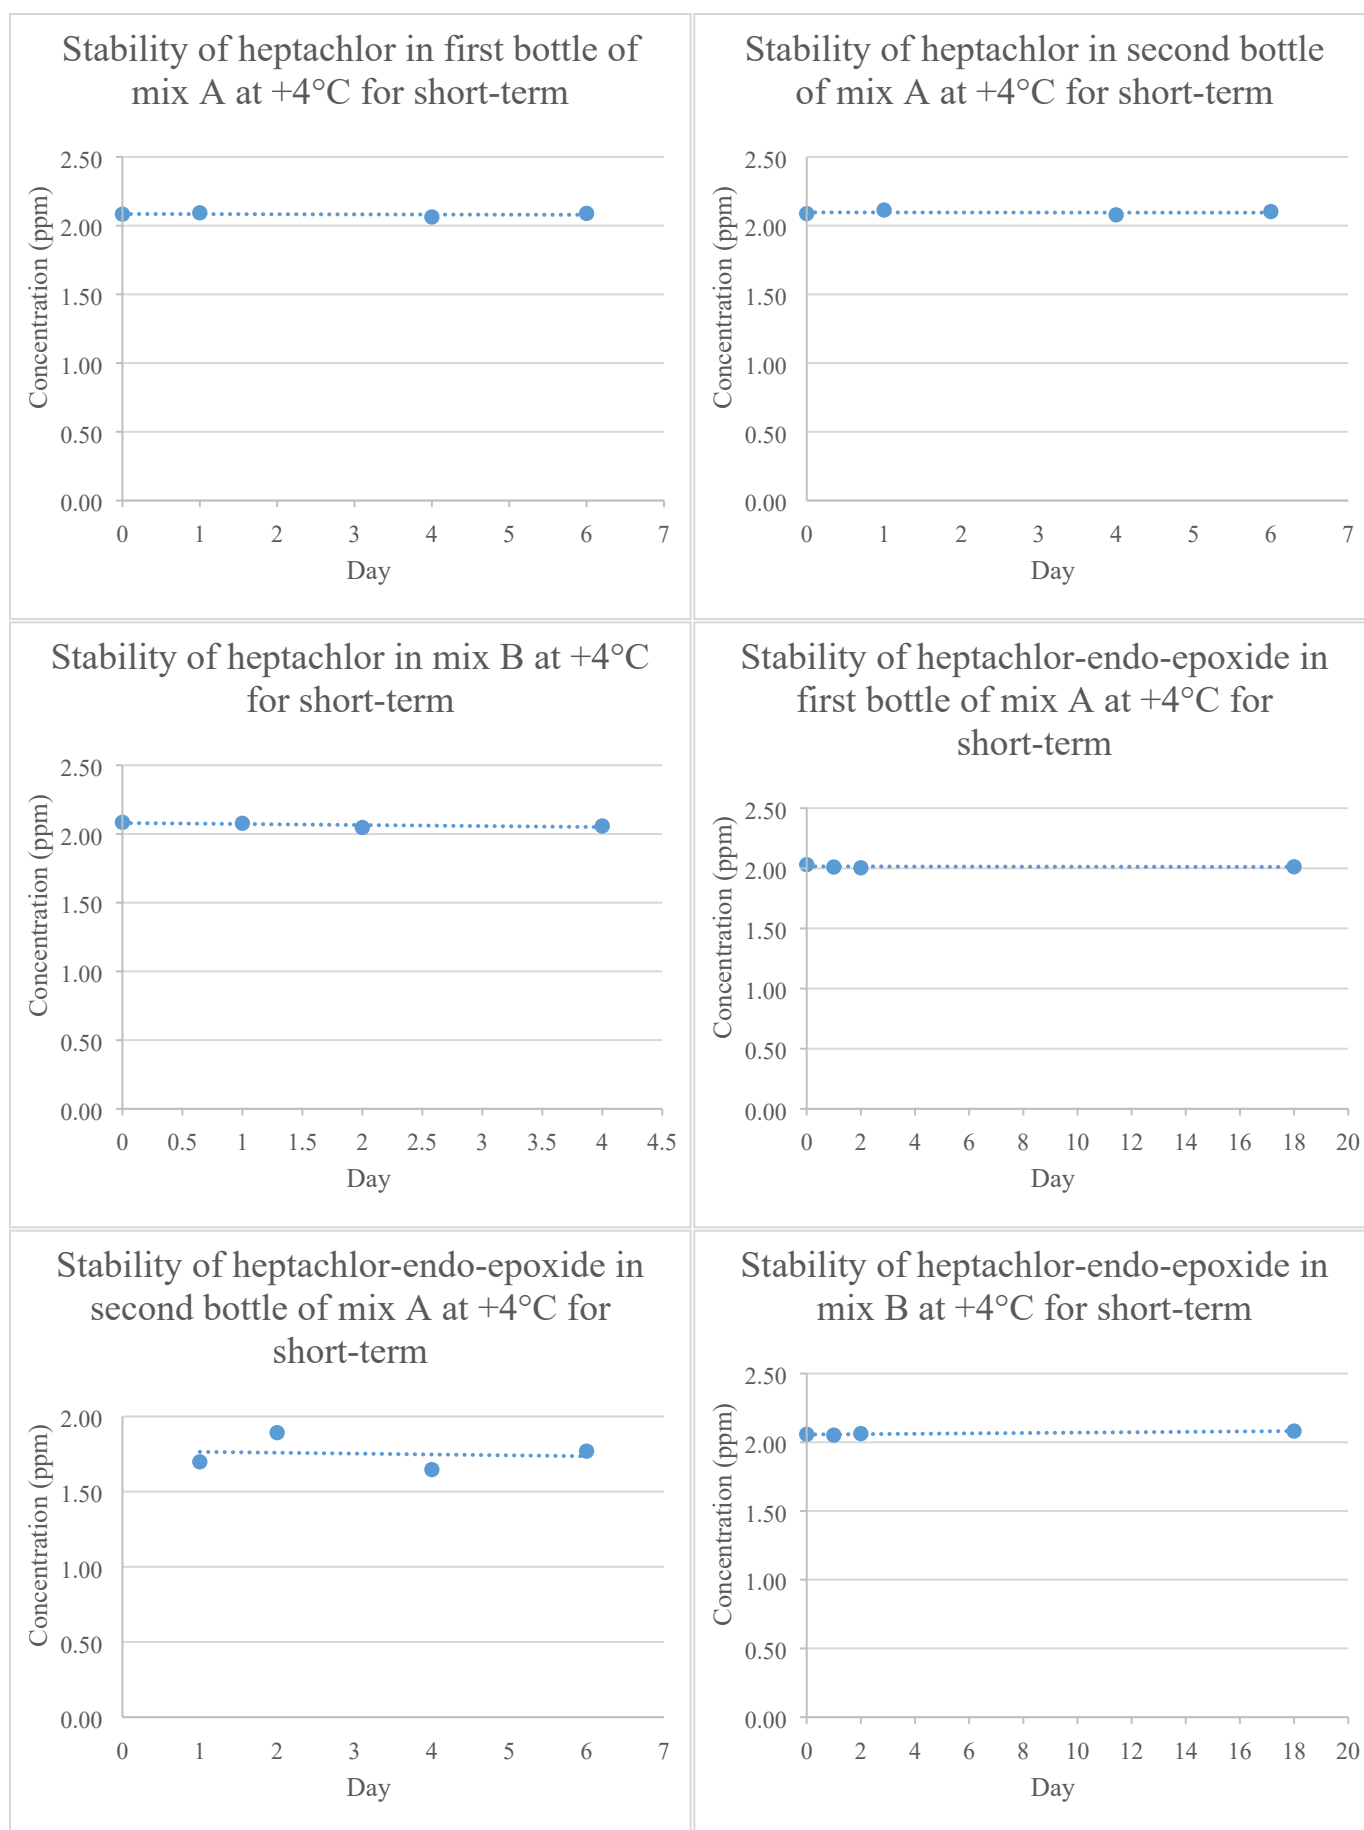 Stability of heptachlor in first bottle of
mix A at +4°C for short-term
2.50
2.00
1.50
1.00
0.50
0.00
Concentration (ppm)
0 1 2 3 4 5 6 7
Day
Stability of heptachlor in second bottle
of mix A at +4°C for short-term
2.50
2.00
1.50
1.00
0.50
0.00
Concentration (ppm)
0 1 2 3 4 5 6 7
Day
Stability of heptachlor in mix B at +4°C
for short-term
2.50
2.00
1.50
1.00
0.50
0.00
Concentration (ppm)
0 0.5 1 1.5 2 2.5 3 3.5 4 4.5
Day
Stability of heptachlor-endo-epoxide in
first bottle of mix A at +4°C for
short-term
2.50
2.00
1.50
1.00
0.50
0.00
Concentration (ppm)
0 2 4 6 8 10 12 14 16 18 20
Day
Stability of heptachlor-endo-epoxide in
second bottle of mix A at +4°C for
short-term
2.00
1.50
1.00
0.50
0.00
Concentration (ppm)
0 1 2 3 4 5 6 7
Day
Stability of heptachlor-endo-epoxide in
mix B at +4°C for short-term
2.50
2.00
1.50
1.00
0.50
0.00
Concentration (ppm)
0 2 4 6 8 10 12 14 16 18 20
Day